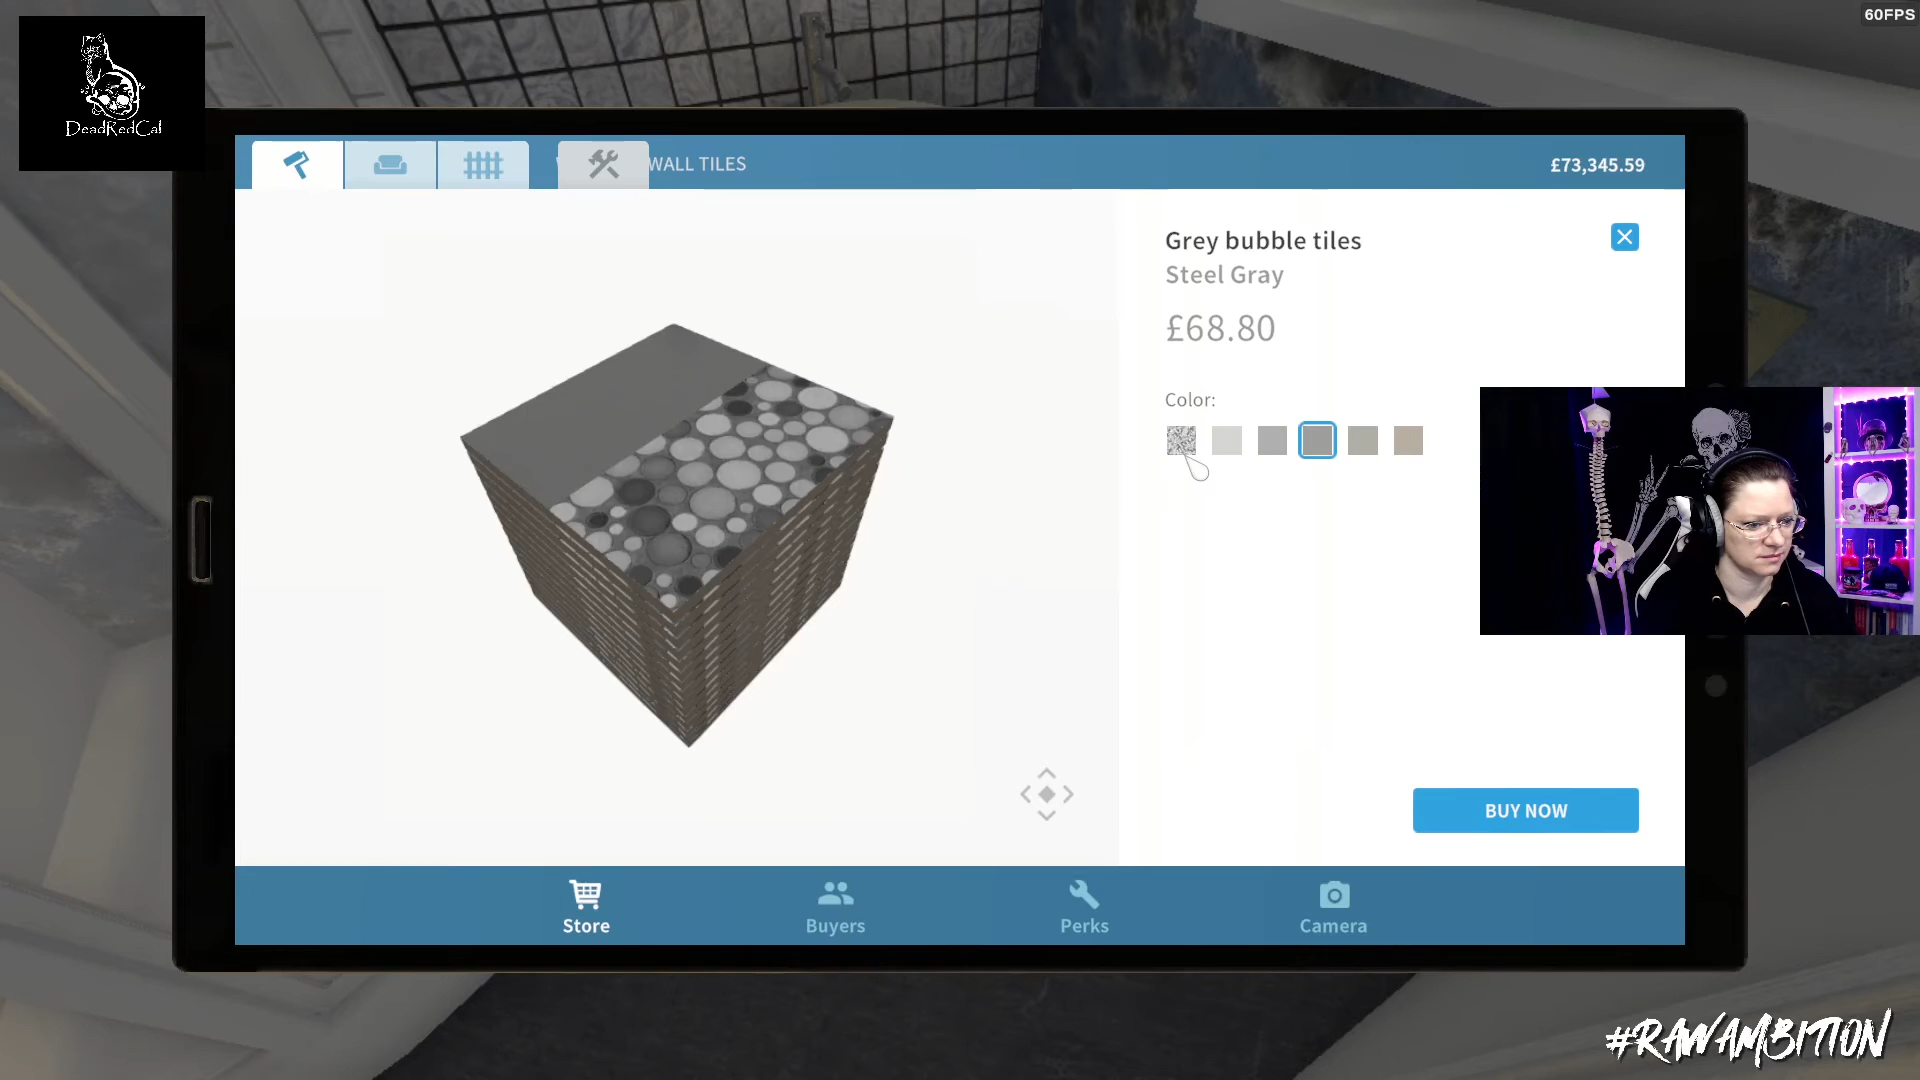 60FPS
DeadRedCal
WALL TILES
£73,345.59
Grey bubble tiles
Steel Gray
£68.80
Color:
BUY NOW
Store
Buyers
Perks
Camera
#RAWAMBITION